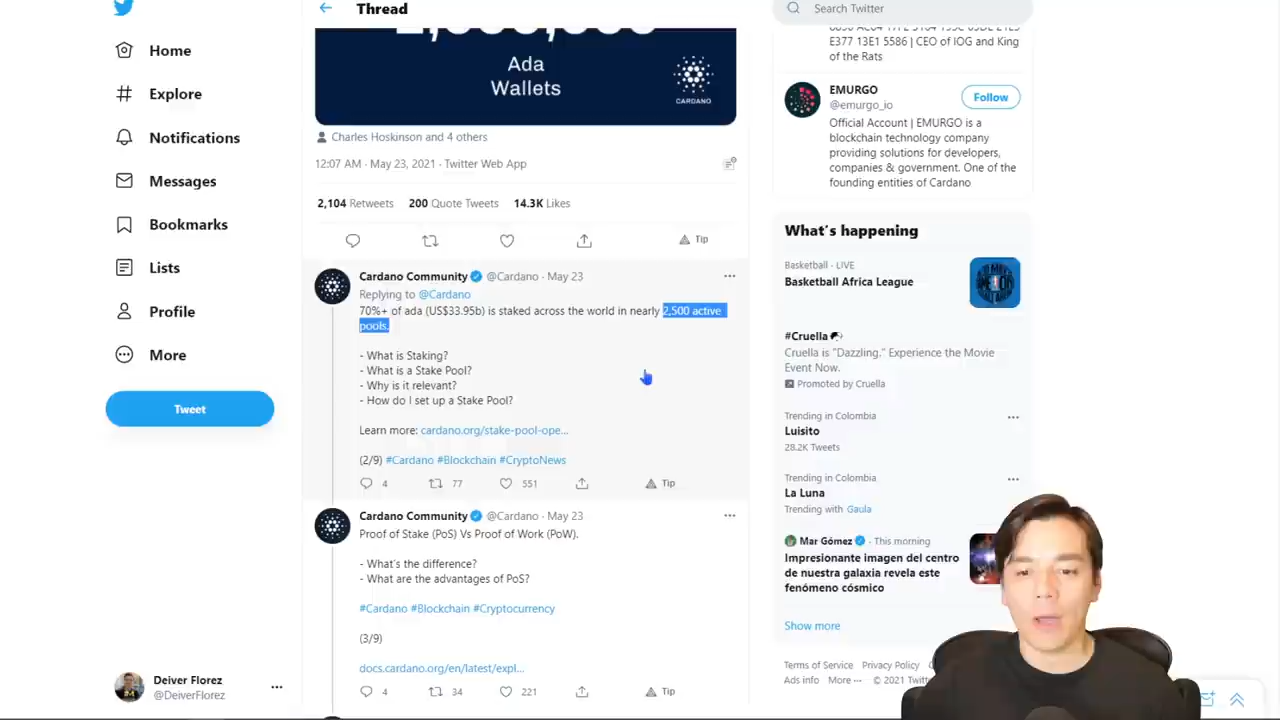 Home
Explore
Notifications
Messages
Bookmarks
Lists
Profile
More
Tweet
Deiver Florez
@DeiverFlorez
Thread
Ada
Wallets
CARDANO
Charles Hoskinson and 4 others
12:07 AM · May 23, 2021 · Twitter Web App
2,104 Retweets 200 Quote Tweets 14.3K Likes
Tip
Cardano Community @Cardano · May 23
Replying to @Cardano
70%+ of ada (US$33.95b) is staked across the world in nearly 2,500 active
pools.
- What is Staking?
- What is a Stake Pool?
- Why is it relevant?
- How do I set up a Stake Pool?
Learn more: cardano.org/stake-pool-ope...
(2/9) #Cardano #Blockchain #CryptoNews
4 77 551 Tip
Cardano Community @Cardano · May 23
Proof of Stake (PoS) Vs Proof of Work (PoW).
- What's the difference?
- What are the advantages of PoS?
#Cardano #Blockchain #Cryptocurrency
(3/9)
docs.cardano.org/en/latest/expl...
4 34 221 Tip
Search Twitter
E377 13E1 5586 | CEO of IOG and King
of the Rats
EMURGO
@emurgo_io
Follow
Official Account | EMURGO is a
blockchain technology company
providing solutions for developers,
companies & government. One of the
founding entities of Cardano
What's happening
Basketball · LIVE
Basketball Africa League
#Cruella
Cruella is "Dazzling." Experience the Movie
Event Now.
Promoted by Cruella
Trending in Colombia
Luisito
28.2K Tweets
Trending in Colombia
La Luna
Trending with Gaula
Mar Gómez · This morning
Impresionante imagen del centro
de nuestra galaxia revela este
fenómeno cósmico
Show more
Terms of Service Privacy Policy
Ads info More ··· © 2021